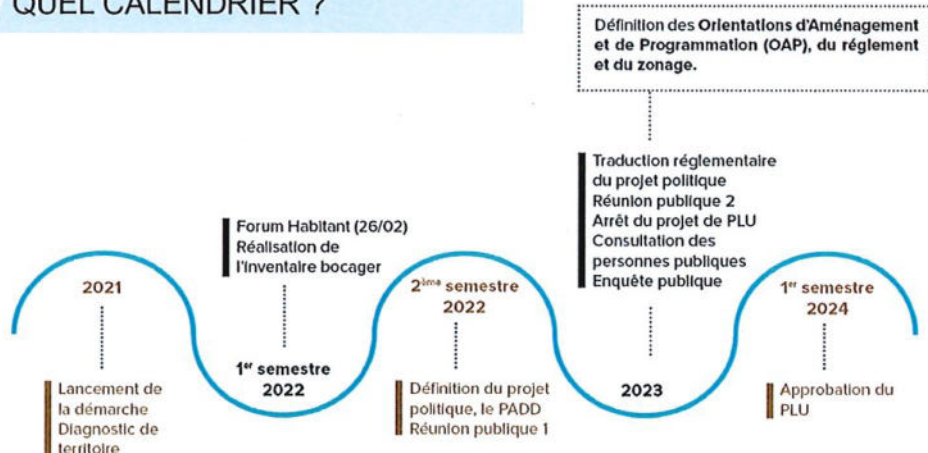 QUEL CALENDRIER ?
Définition des Orientations d'Aménagement
et de Programmation (OAP), du réglement
et du zonage.
Traduction réglementaire
du projet politique
Réunion publique 2
Arrêt du projet de PLU
Consultation des
personnes publiques
Enquête publique
Forum Habitant (26/02)
Réalisation de
l'inventaire bocager
2021
2ème semestre
2022
1er semestre
2024
1er semestre
2022
2023
Lancement de
la démarche
Diagnostic de
territoire
Définition du projet
politique, le PADD
Réunion publique 1
Approbation du
PLU